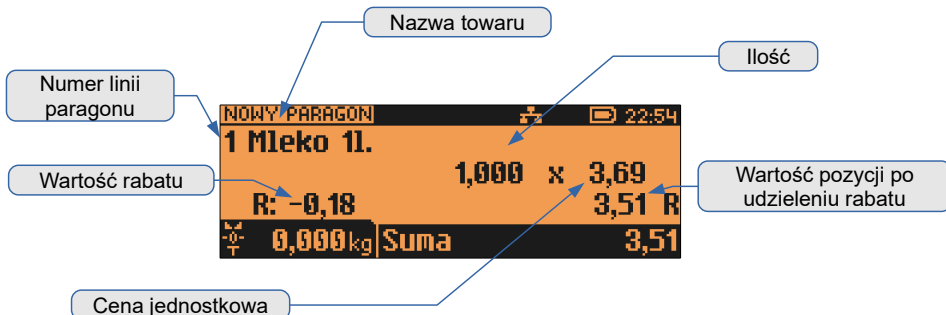 Nazwa towaru
Ilość
Numer linii
paragonu
NOWY PARAGON 22:54
1 Mleko 1l.
1,000 x 3,69
Wartość rabatu
R: -0,18 3,51 R
Wartość pozycji po
udzieleniu rabatu
0,000kg Suma 3,51
Cena jednostkowa